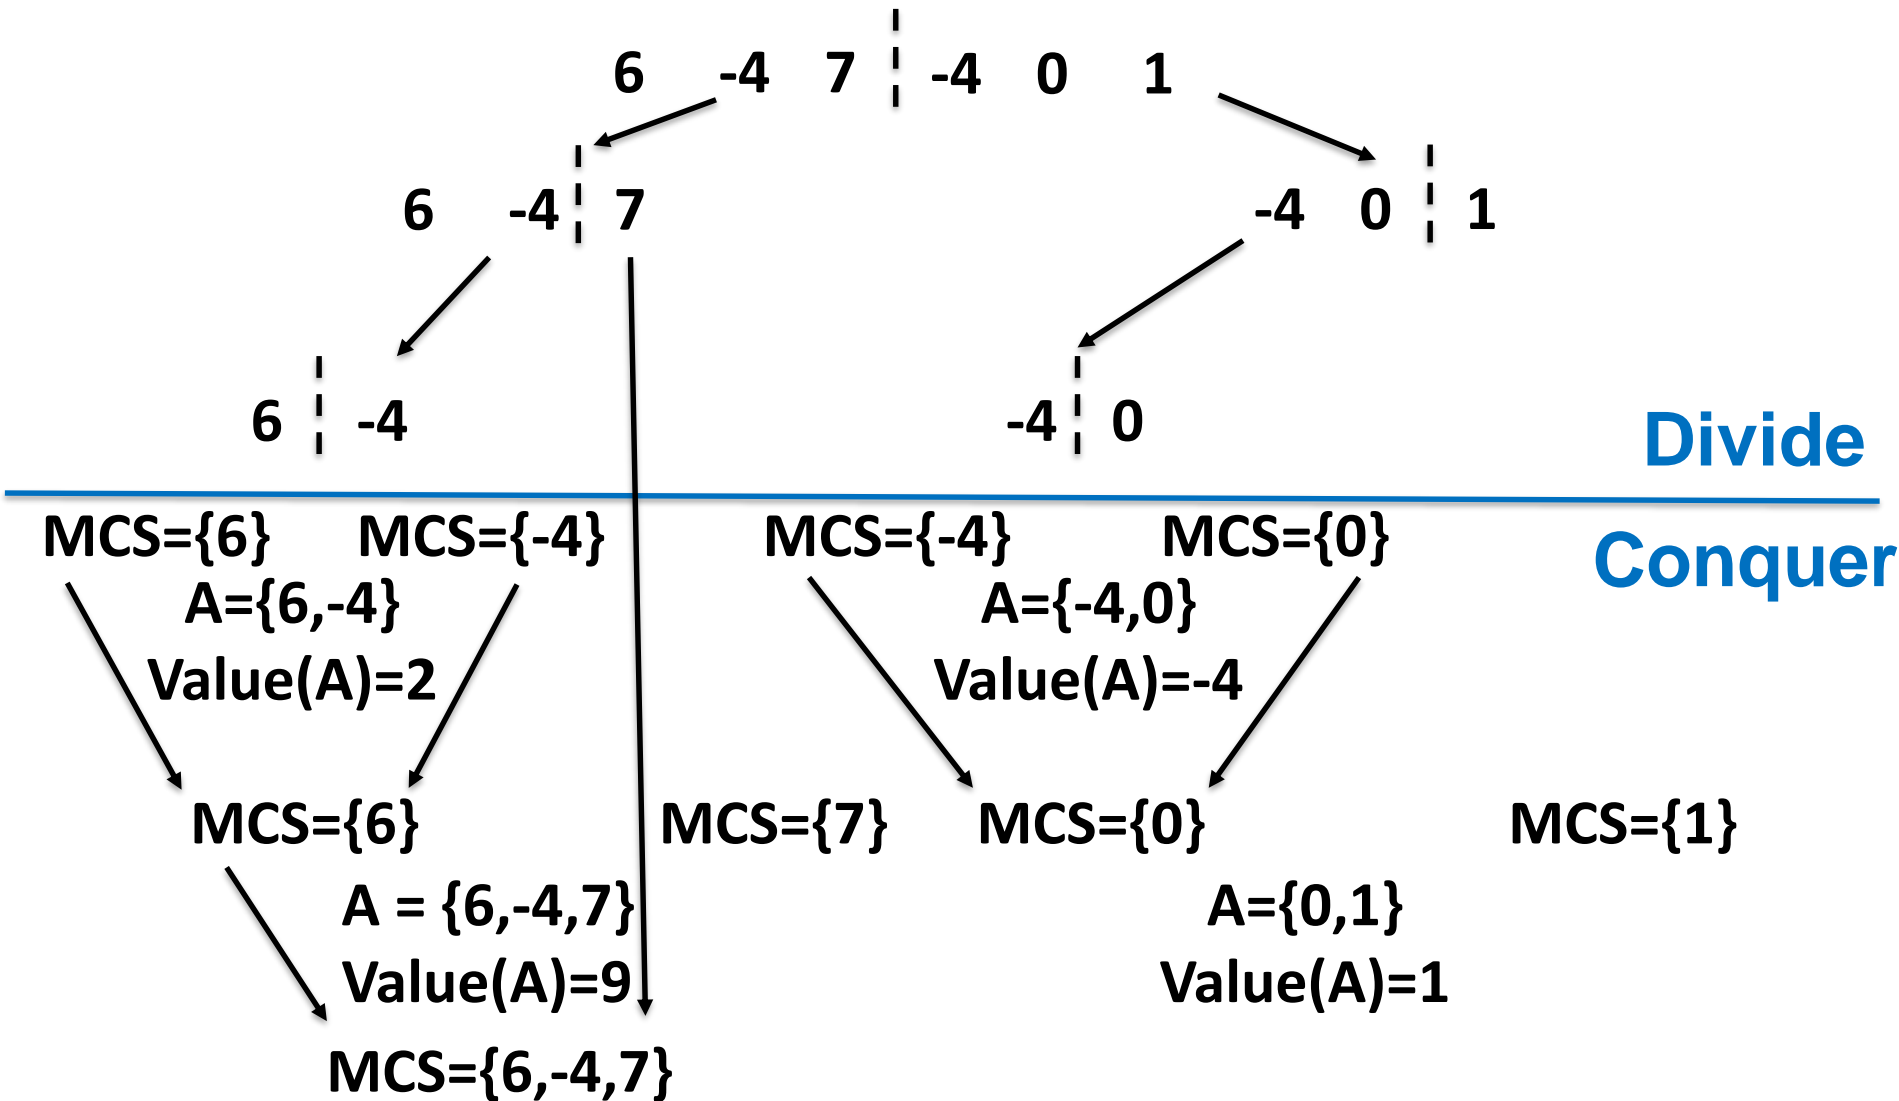 6 -4 7 -4 0 1
6 -4 7 -4 0 1
6 -4 -4 0
Divide
MCS={6} MCS={-4} MCS={-4} MCS={0}
Conquer
A={6,-4} A={-4,0}
Value(A)=2 Value(A)=-4
MCS={6} MCS={7} MCS={0} MCS={1}
A = {6,-4,7} A={0,1}
Value(A)=9 Value(A)=1
MCS={6,-4,7}